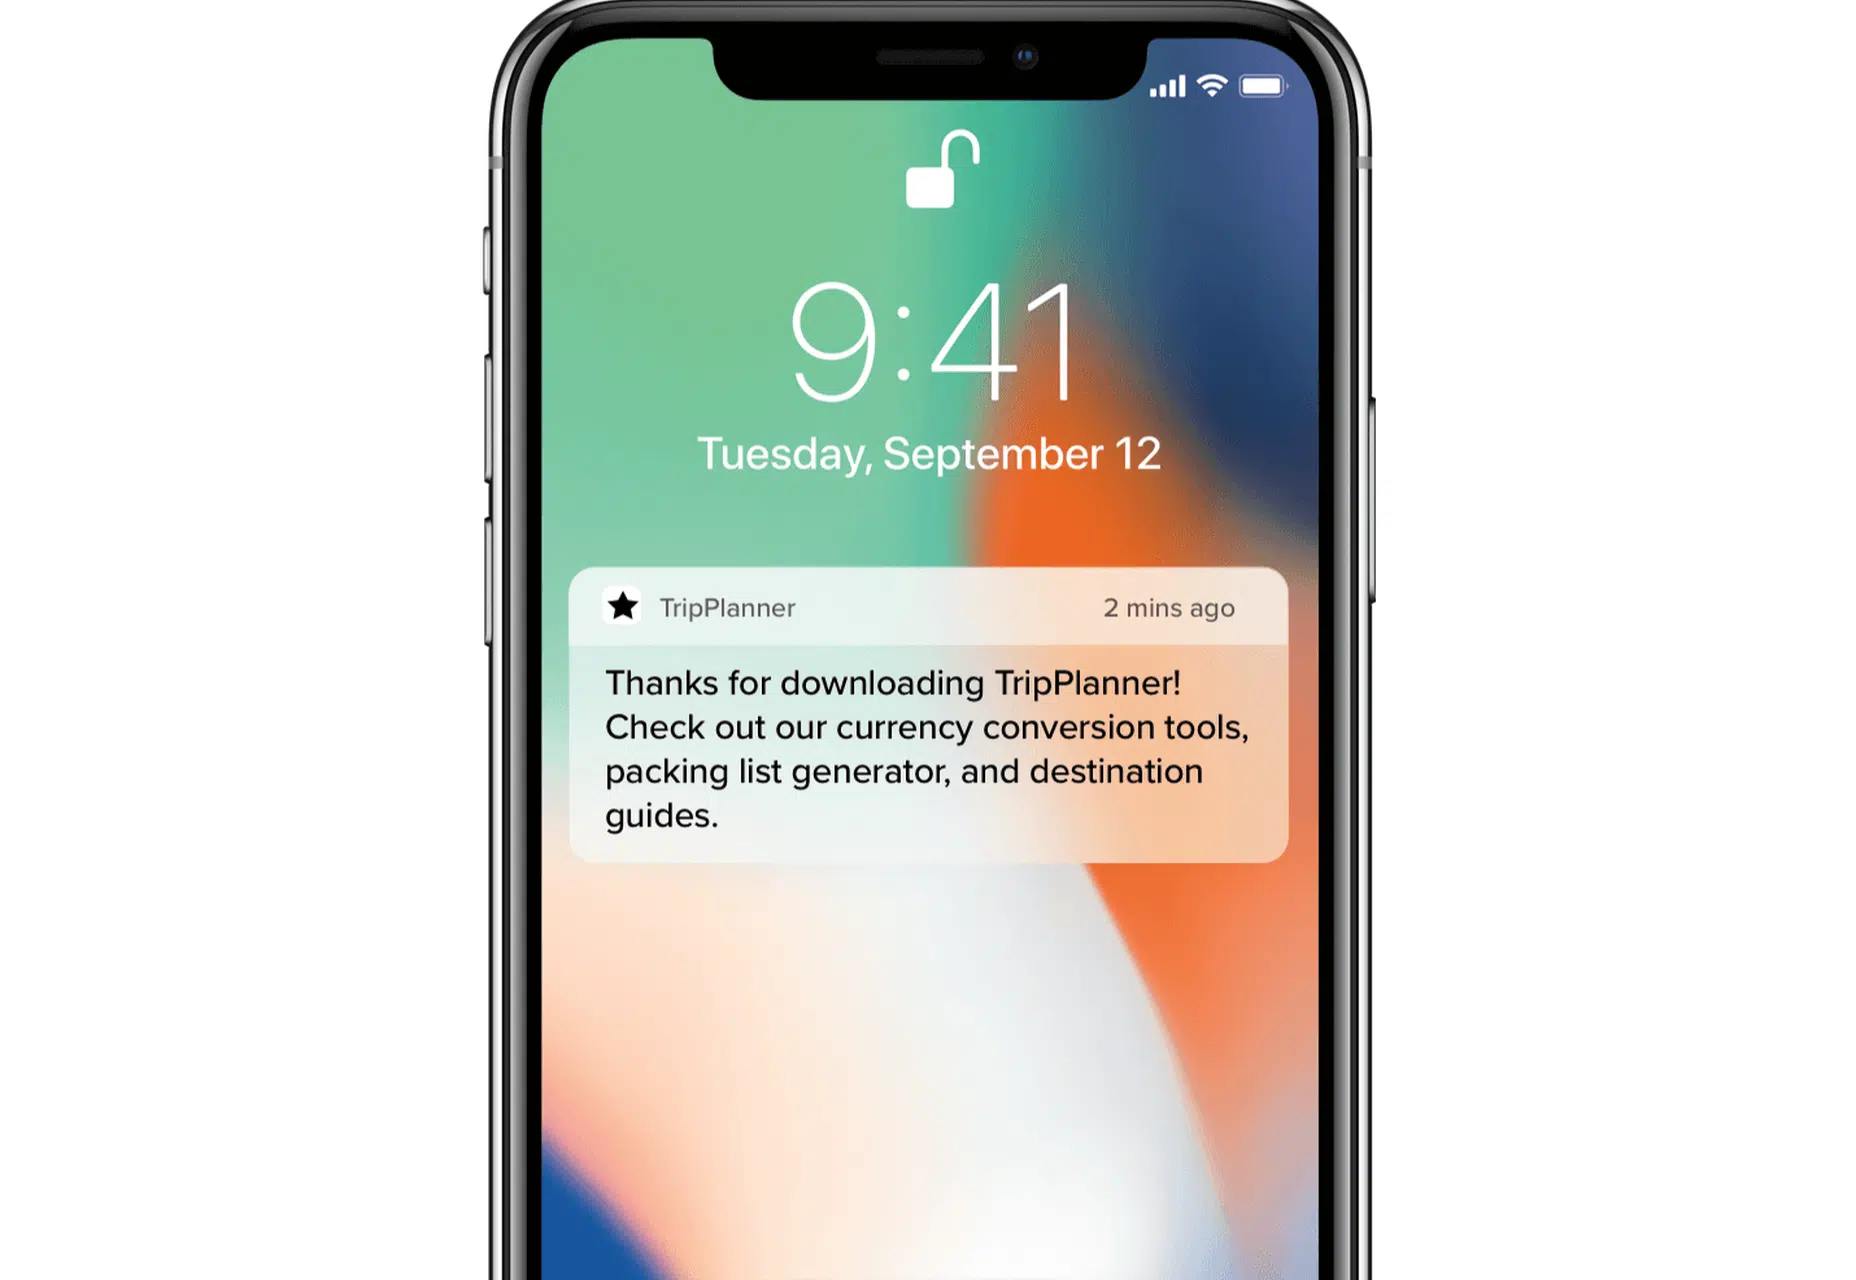 9:41
Tuesday, September 12
TripPlanner 2 mins ago
Thanks for downloading TripPlanner!
Check out our currency conversion tools,
packing list generator, and destination
guides.